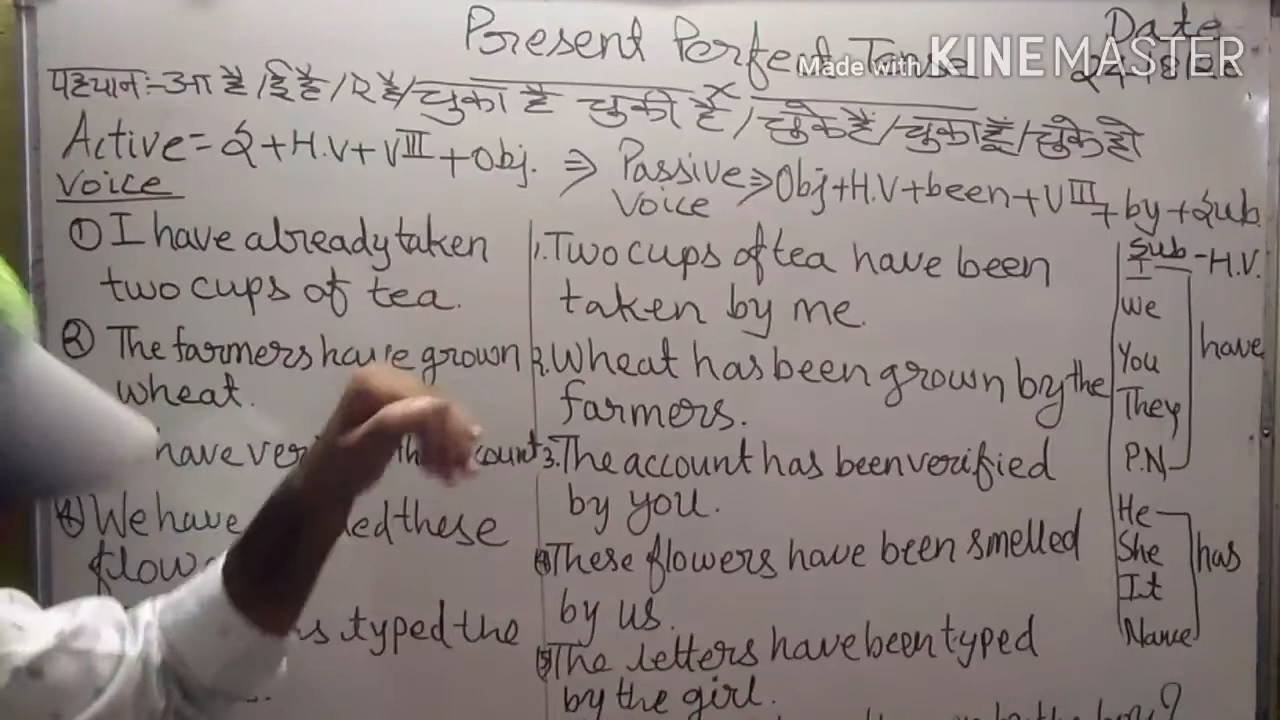 Present Perfect Tense
Date
Made with KINEMASTER
पहचान:- आ है/ई है/ए है/चुका है चुकी है/चुके हैं/चुका हूँ/चुके हो
Active = S+H.V+VIII+Obj. ⇒ Passive ⇒ Obj+H.V+been+VIII+by+Sub.
Voice
Voice
① I have already taken
two cups of tea.
② The farmers have grown
wheat.
have
④ We have these
typed the
1. Two cups of tea have been
taken by me.
2. Wheat has been grown by the
farmers.
3. The account has been verified
by you.
④ These flowers have been smelled
by us.
⑤ The letters have been typed
by the girl.
Sub - H.V.
I
We
You
They
P.N
have
He
She
It
Name
has